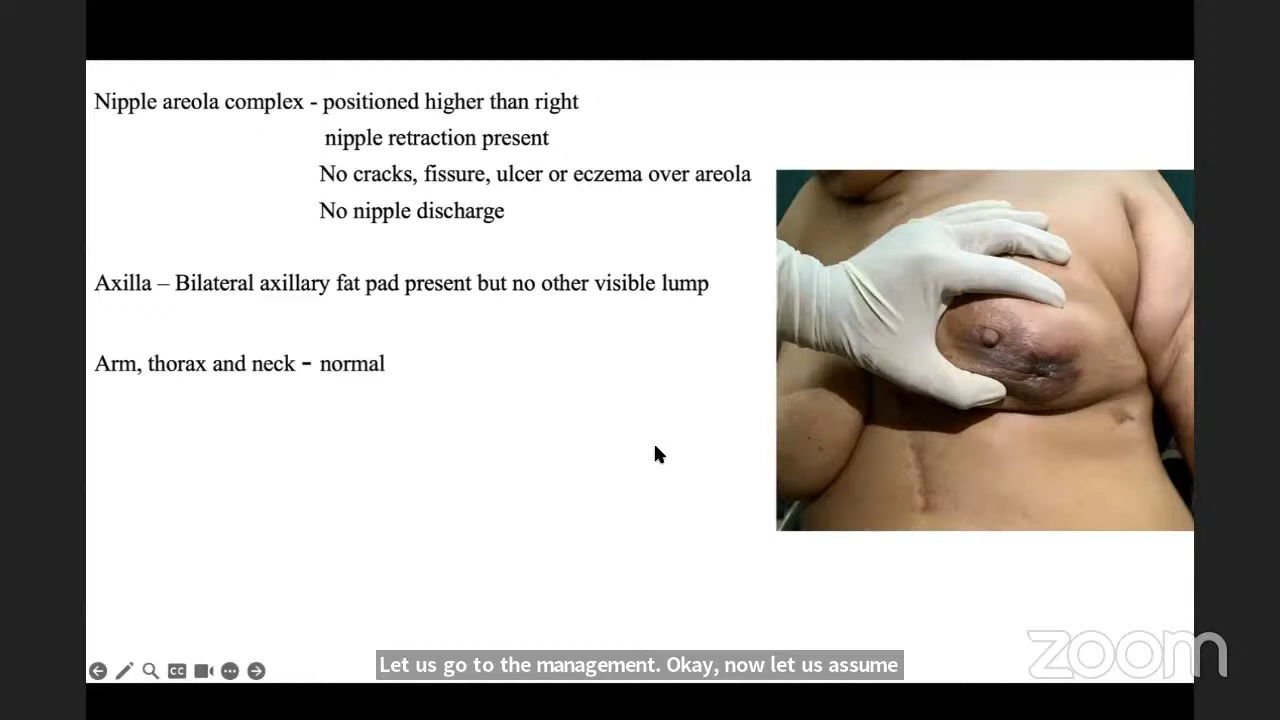 Nipple areola complex - positioned higher than right
nipple retraction present
No cracks, fissure, ulcer or eczema over areola
No nipple discharge
Axilla – Bilateral axillary fat pad present but no other visible lump
Arm, thorax and neck – normal
CC
Let us go to the management. Okay, now let us assume
zoom